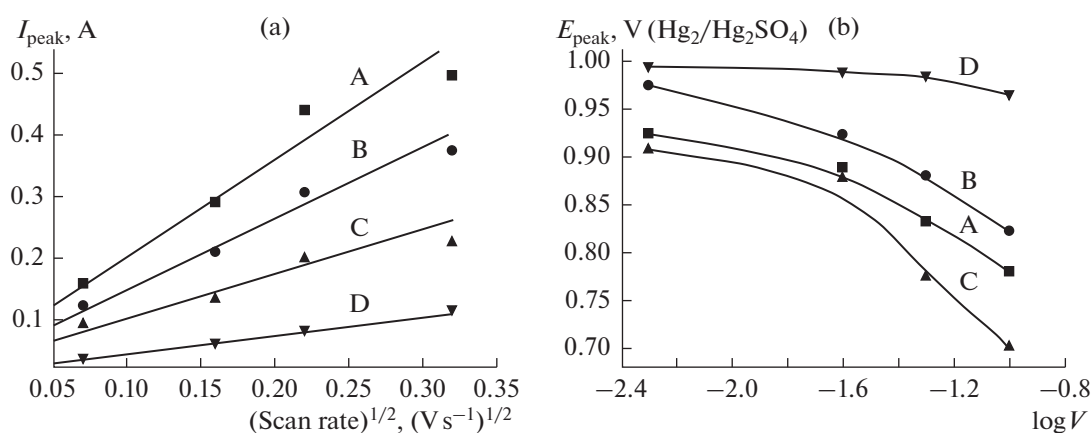 I peak, A
(a)
0.5
0.4
0.3
0.2
0.1
A
B
C
D
0.05 0.10 0.15 0.20 0.25 0.30 0.35
(Scan rate)^1/2, (V s^−1)^1/2
E peak, V (Hg2/Hg2SO4)
(b)
1.00
0.95
0.90
0.85
0.80
0.75
0.70
D
B
A
C
−2.4 −2.0 −1.6 −1.2 −0.8
log V